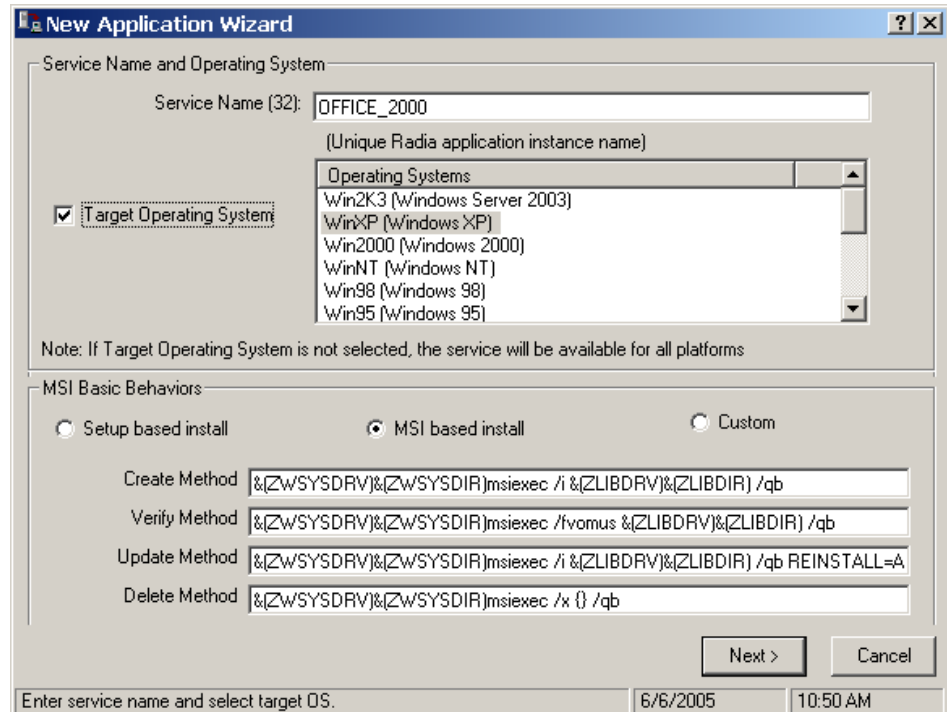 New Application Wizard
Service Name and Operating System
Service Name (32): OFFICE_2000
(Unique Radia application instance name)
Operating Systems
Target Operating System
Win2K3 (Windows Server 2003)
WinXP (Windows XP)
Win2000 (Windows 2000)
WinNT (Windows NT)
Win98 (Windows 98)
Win95 (Windows 95)
Note: If Target Operating System is not selected, the service will be available for all platforms
MSI Basic Behaviors
Setup based install MSI based install Custom
Create Method &(ZWSYSDRV)&(ZWSYSDIR)msiexec /i &(ZLIBDRV)&(ZLIBDIR) /qb
Verify Method &(ZWSYSDRV)&(ZWSYSDIR)msiexec /fvomus &(ZLIBDRV)&(ZLIBDIR) /qb
Update Method &(ZWSYSDRV)&(ZWSYSDIR)msiexec /i &(ZLIBDRV)&(ZLIBDIR) /qb REINSTALL=A
Delete Method &(ZWSYSDRV)&(ZWSYSDIR)msiexec /x {} /qb
Next > Cancel
Enter service name and select target OS. 6/6/2005 10:50 AM